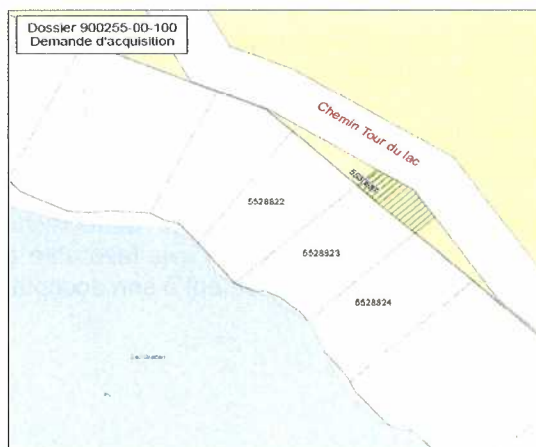 Dossier 900255-00-100
Demande d'acquisition
Chemin Tour du lac
5528822
5528823
5528824